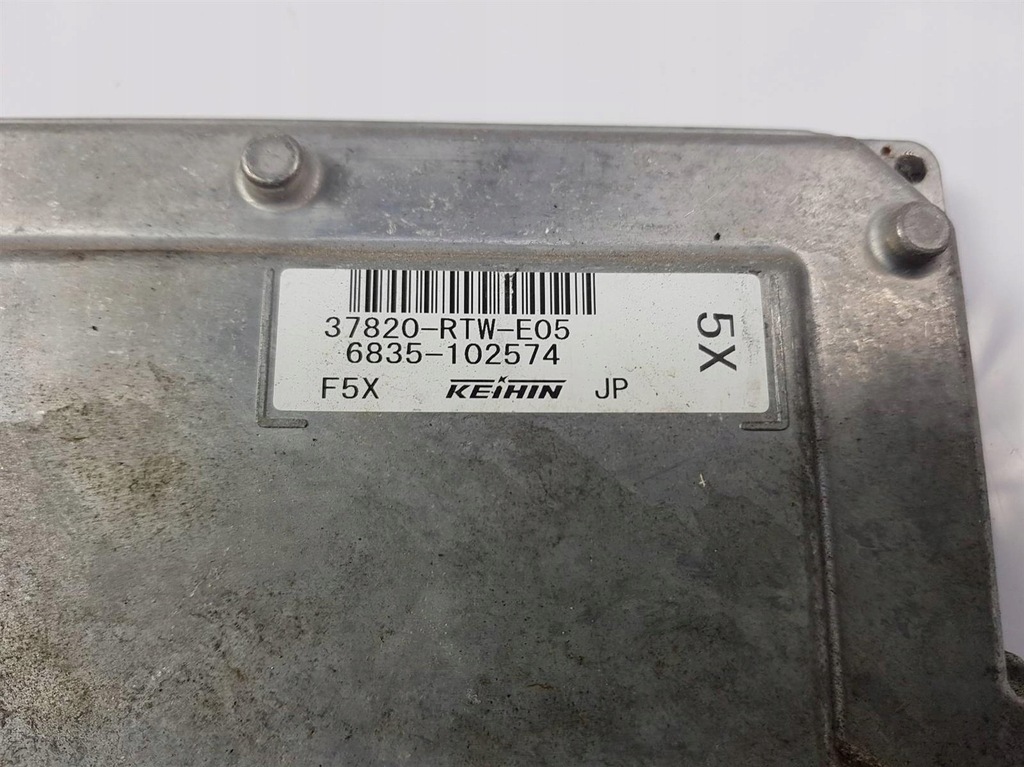 37820-RTW-E05
6835-102574
F5X KEIHIN JP
5X